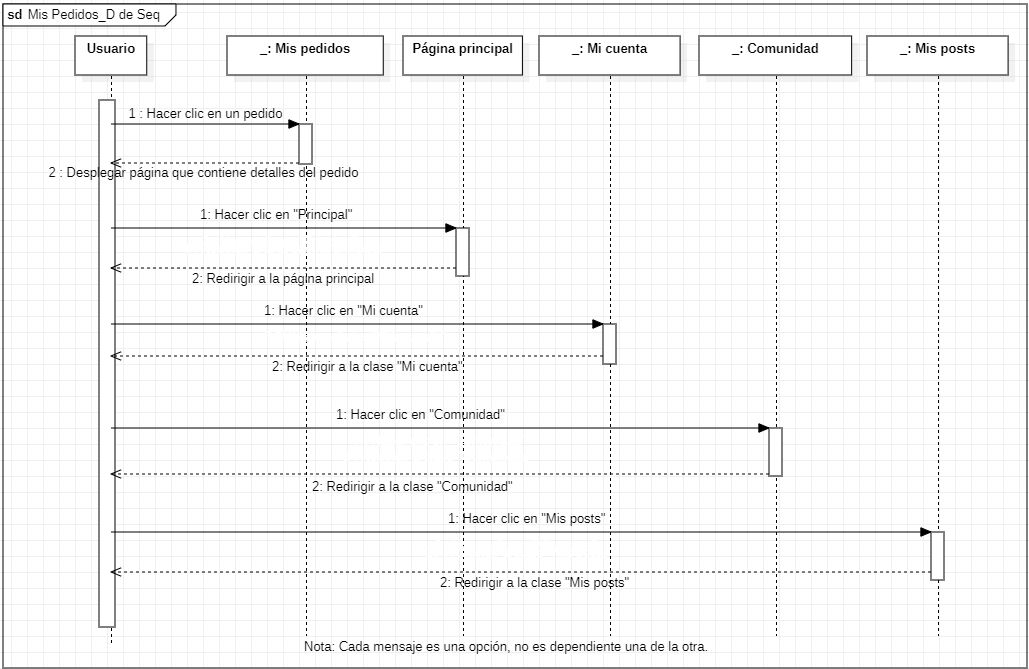 sd Mis Pedidos_D de Seq
Usuario
_: Mis pedidos
Página principal
_: Mi cuenta
_: Comunidad
_: Mis posts
1 : Hacer clic en un pedido
2 : Desplegar página que contiene detalles del pedido
1: Hacer clic en "Principal"
2: Redirigir a la página principal
1: Hacer clic en "Mi cuenta"
2: Redirigir a la clase "Mi cuenta"
1: Hacer clic en "Comunidad"
2: Redirigir a la clase "Comunidad"
1: Hacer clic en "Mis posts"
2: Redirigir a la clase "Mis posts"
Nota: Cada mensaje es una opción, no es dependiente una de la otra.